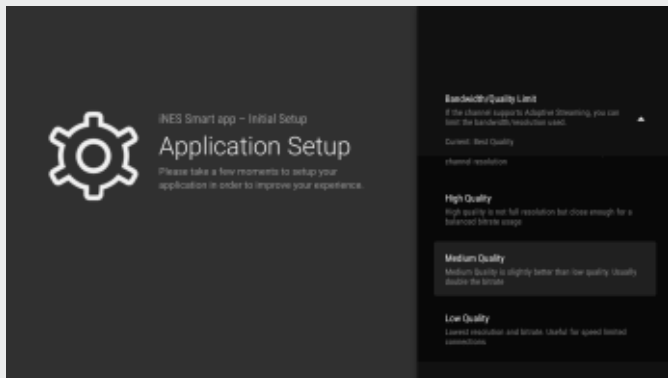 iNES Smart app – Initial Setup
Application Setup
Please take a few moments to setup your
application in order to improve your experience.
Bandwidth/Quality Limit
If the channel supports Adaptive Streaming, you can
limit the bandwidth/resolution used.
Current: Best Quality
channel resolution
High Quality
High quality is not full resolution but close enough for a
balanced bitrate usage
Medium Quality
Medium Quality is slightly better than low quality. Usually
double the bitrate
Low Quality
Lowest resolution and bitrate. Useful for speed limited
connections